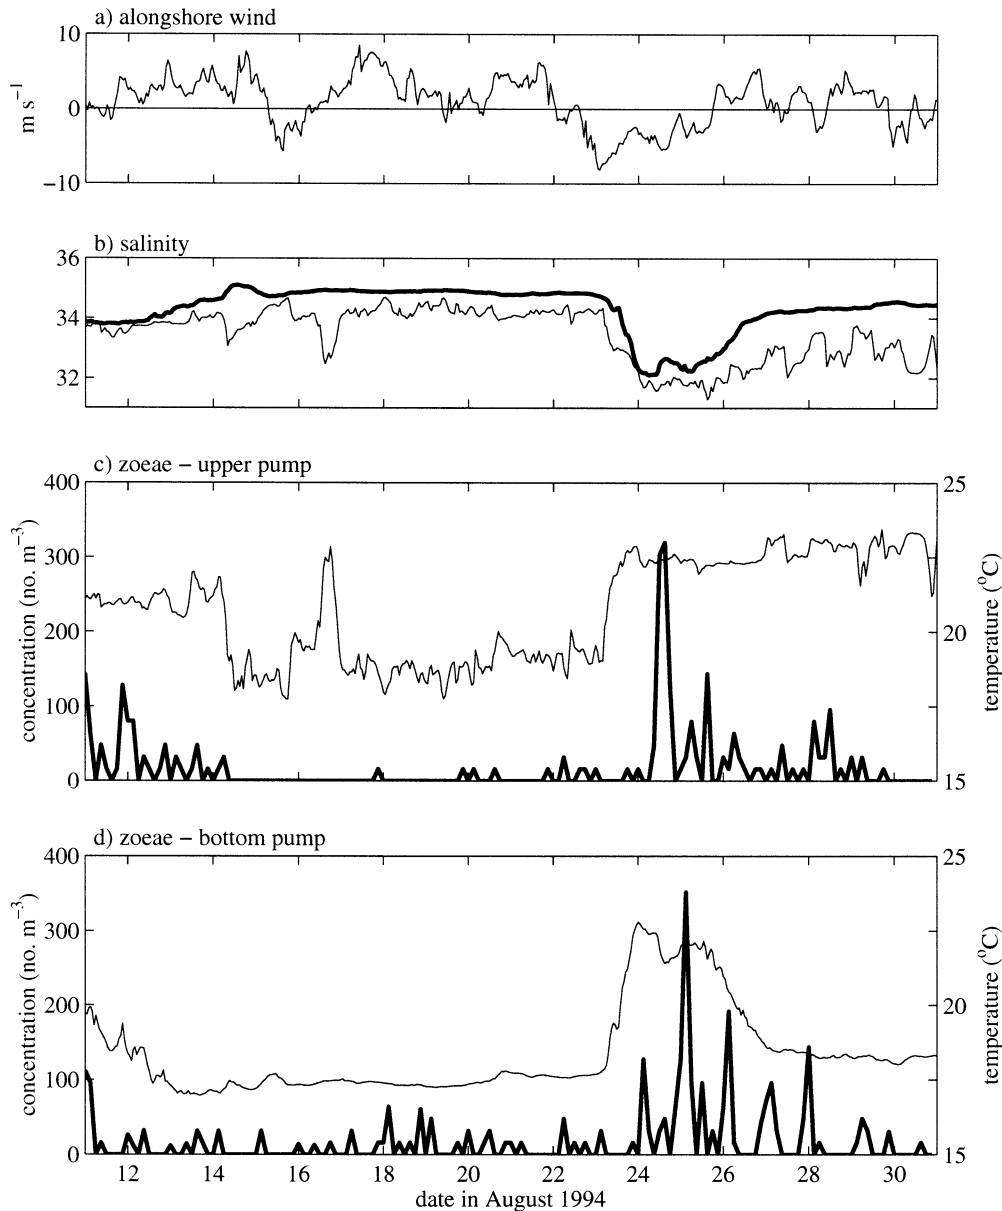 a) alongshore wind
10
0
−10
m s⁻¹
b) salinity
36
34
32
c) zoeae − upper pump
400
300
200
100
0
concentration (no. m⁻³)
25
20
15
temperature (°C)
d) zoeae − bottom pump
400
300
200
100
0
concentration (no. m⁻³)
25
20
15
temperature (°C)
12 14 16 18 20 22 24 26 28 30
date in August 1994